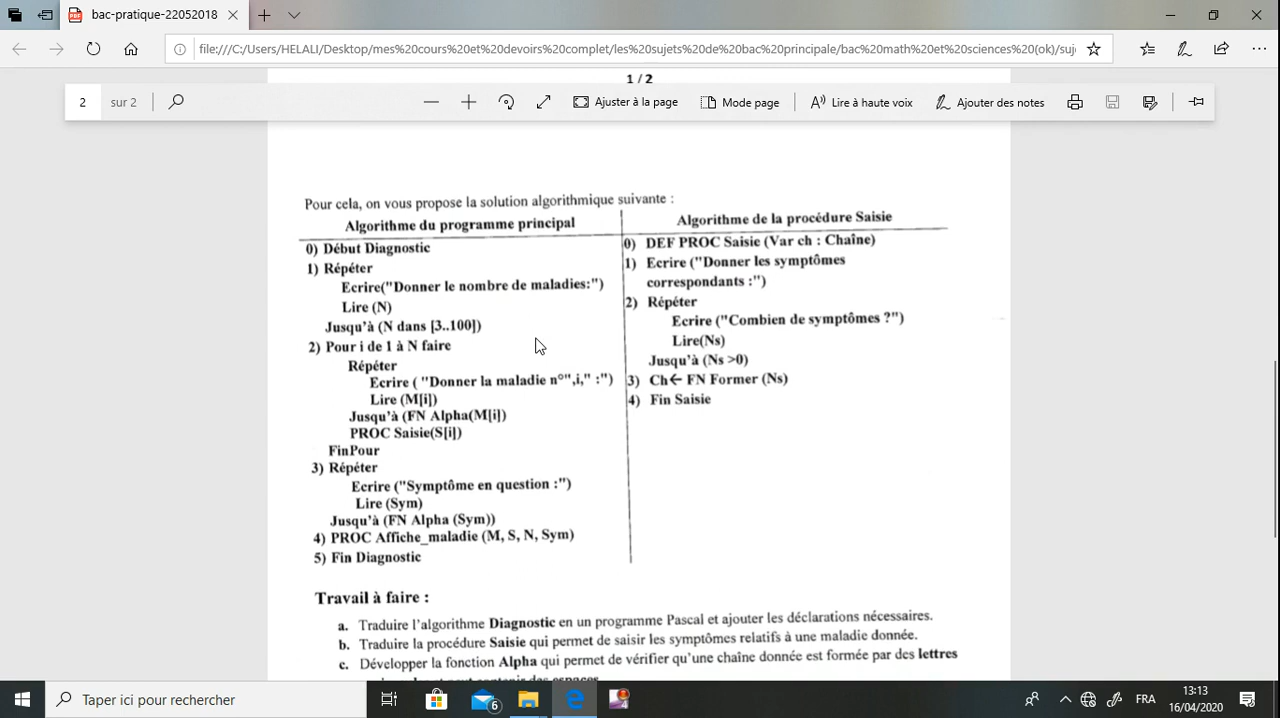 bac-pratique-22052018
file:///C:/Users/HELALI/Desktop/mes%20cours%20et%20devoirs%20complet/les%20sujets%20de%20bac%20principale/bac%20math%20et%20sciences%20(ok)/suj
1 / 2
2 sur 2 Ajuster à la page Mode page Lire à haute voix Ajouter des notes
Pour cela, on vous propose la solution algorithmique suivante :
Algorithme du programme principal
0) Début Diagnostic
1) Répéter
Ecrire("Donner le nombre de maladies:")
Lire (N)
Jusqu'à (N dans [3..100])
2) Pour i de 1 à N faire
Répéter
Ecrire ( "Donner la maladie n°",i," :")
Lire (M[i])
Jusqu'à (FN Alpha(M[i])
PROC Saisie(S[i])
FinPour
3) Répéter
Ecrire ("Symptôme en question :")
Lire (Sym)
Jusqu'à (FN Alpha (Sym))
4) PROC Affiche_maladie (M, S, N, Sym)
5) Fin Diagnostic
Algorithme de la procédure Saisie
0) DEF PROC Saisie (Var ch : Chaîne)
1) Ecrire ("Donner les symptômes
correspondants :")
2) Répéter
Ecrire ("Combien de symptômes ?")
Lire(Ns)
Jusqu'à (Ns >0)
3) Ch← FN Former (Ns)
4) Fin Saisie
Travail à faire :
a. Traduire l'algorithme Diagnostic en un programme Pascal et ajouter les déclarations nécessaires.
b. Traduire la procédure Saisie qui permet de saisir les symptômes relatifs à une maladie donnée.
c. Développer la fonction Alpha qui permet de vérifier qu'une chaîne donnée est formée par des lettres
Taper ici pour rechercher
6
4
FRA
13:13
16/04/2020